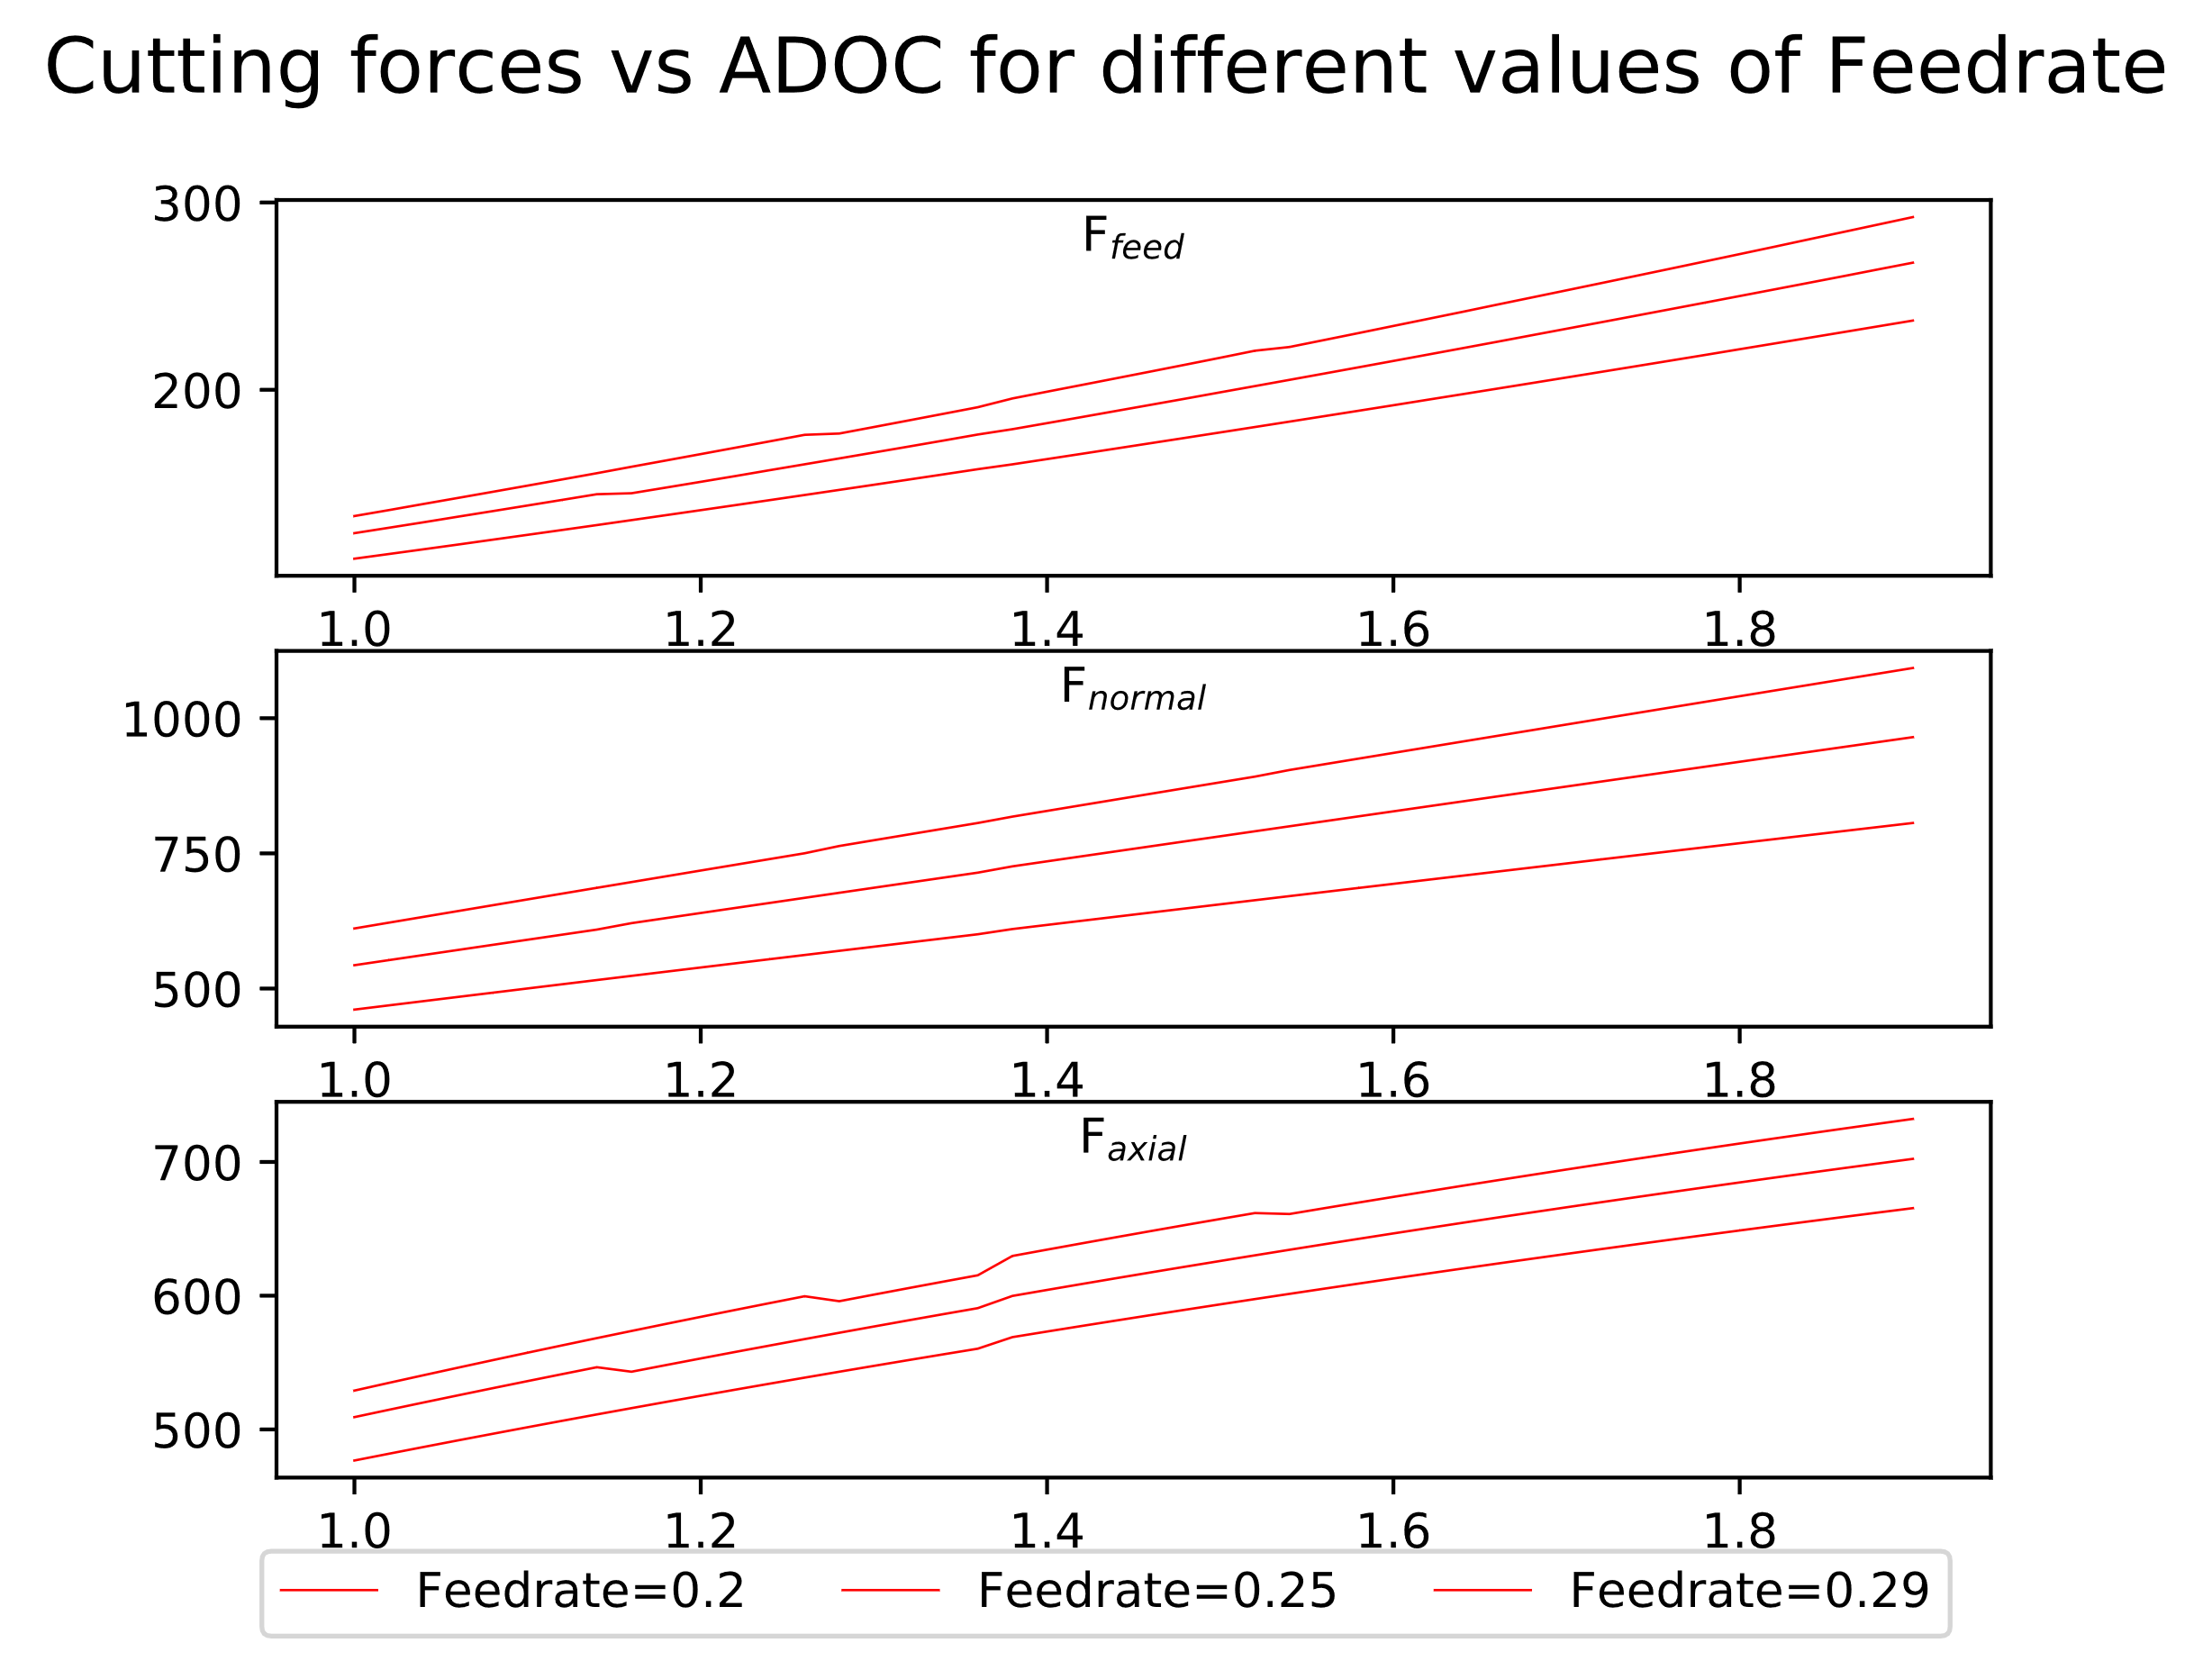 Cutting forces vs ADOC for different values of Feedrate
300
F_feed
200
1.0 1.2 1.4 1.6 1.8
F_normal
1000
750
500
1.0 1.2 1.4 1.6 1.8
F_axial
700
600
500
1.0 1.2 1.4 1.6 1.8
Feedrate=0.2 Feedrate=0.25 Feedrate=0.29